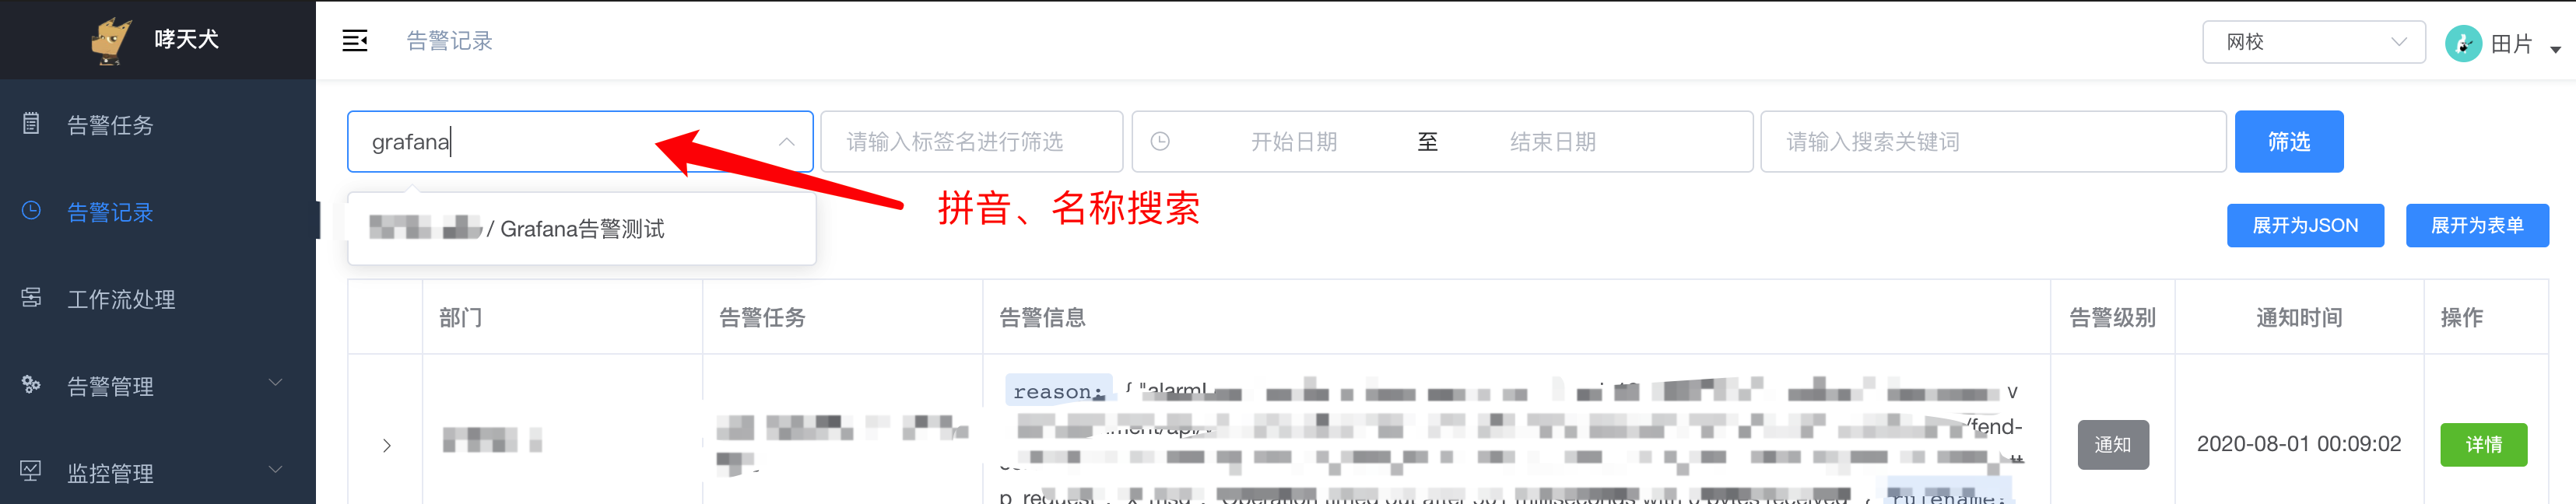 哮天犬
告警记录
网校
田片
告警任务
告警记录
工作流处理
告警管理
监控管理
grafana
请输入标签名进行筛选
开始日期 至 结束日期
请输入搜索关键词
筛选
/ Grafana告警测试
拼音、名称搜索
展开为JSON
展开为表单
部门 告警任务 告警信息 告警级别 通知时间 操作
reason: { "alarm
v
/fend-
通知 2020-08-01 00:09:02 详情
rulename: